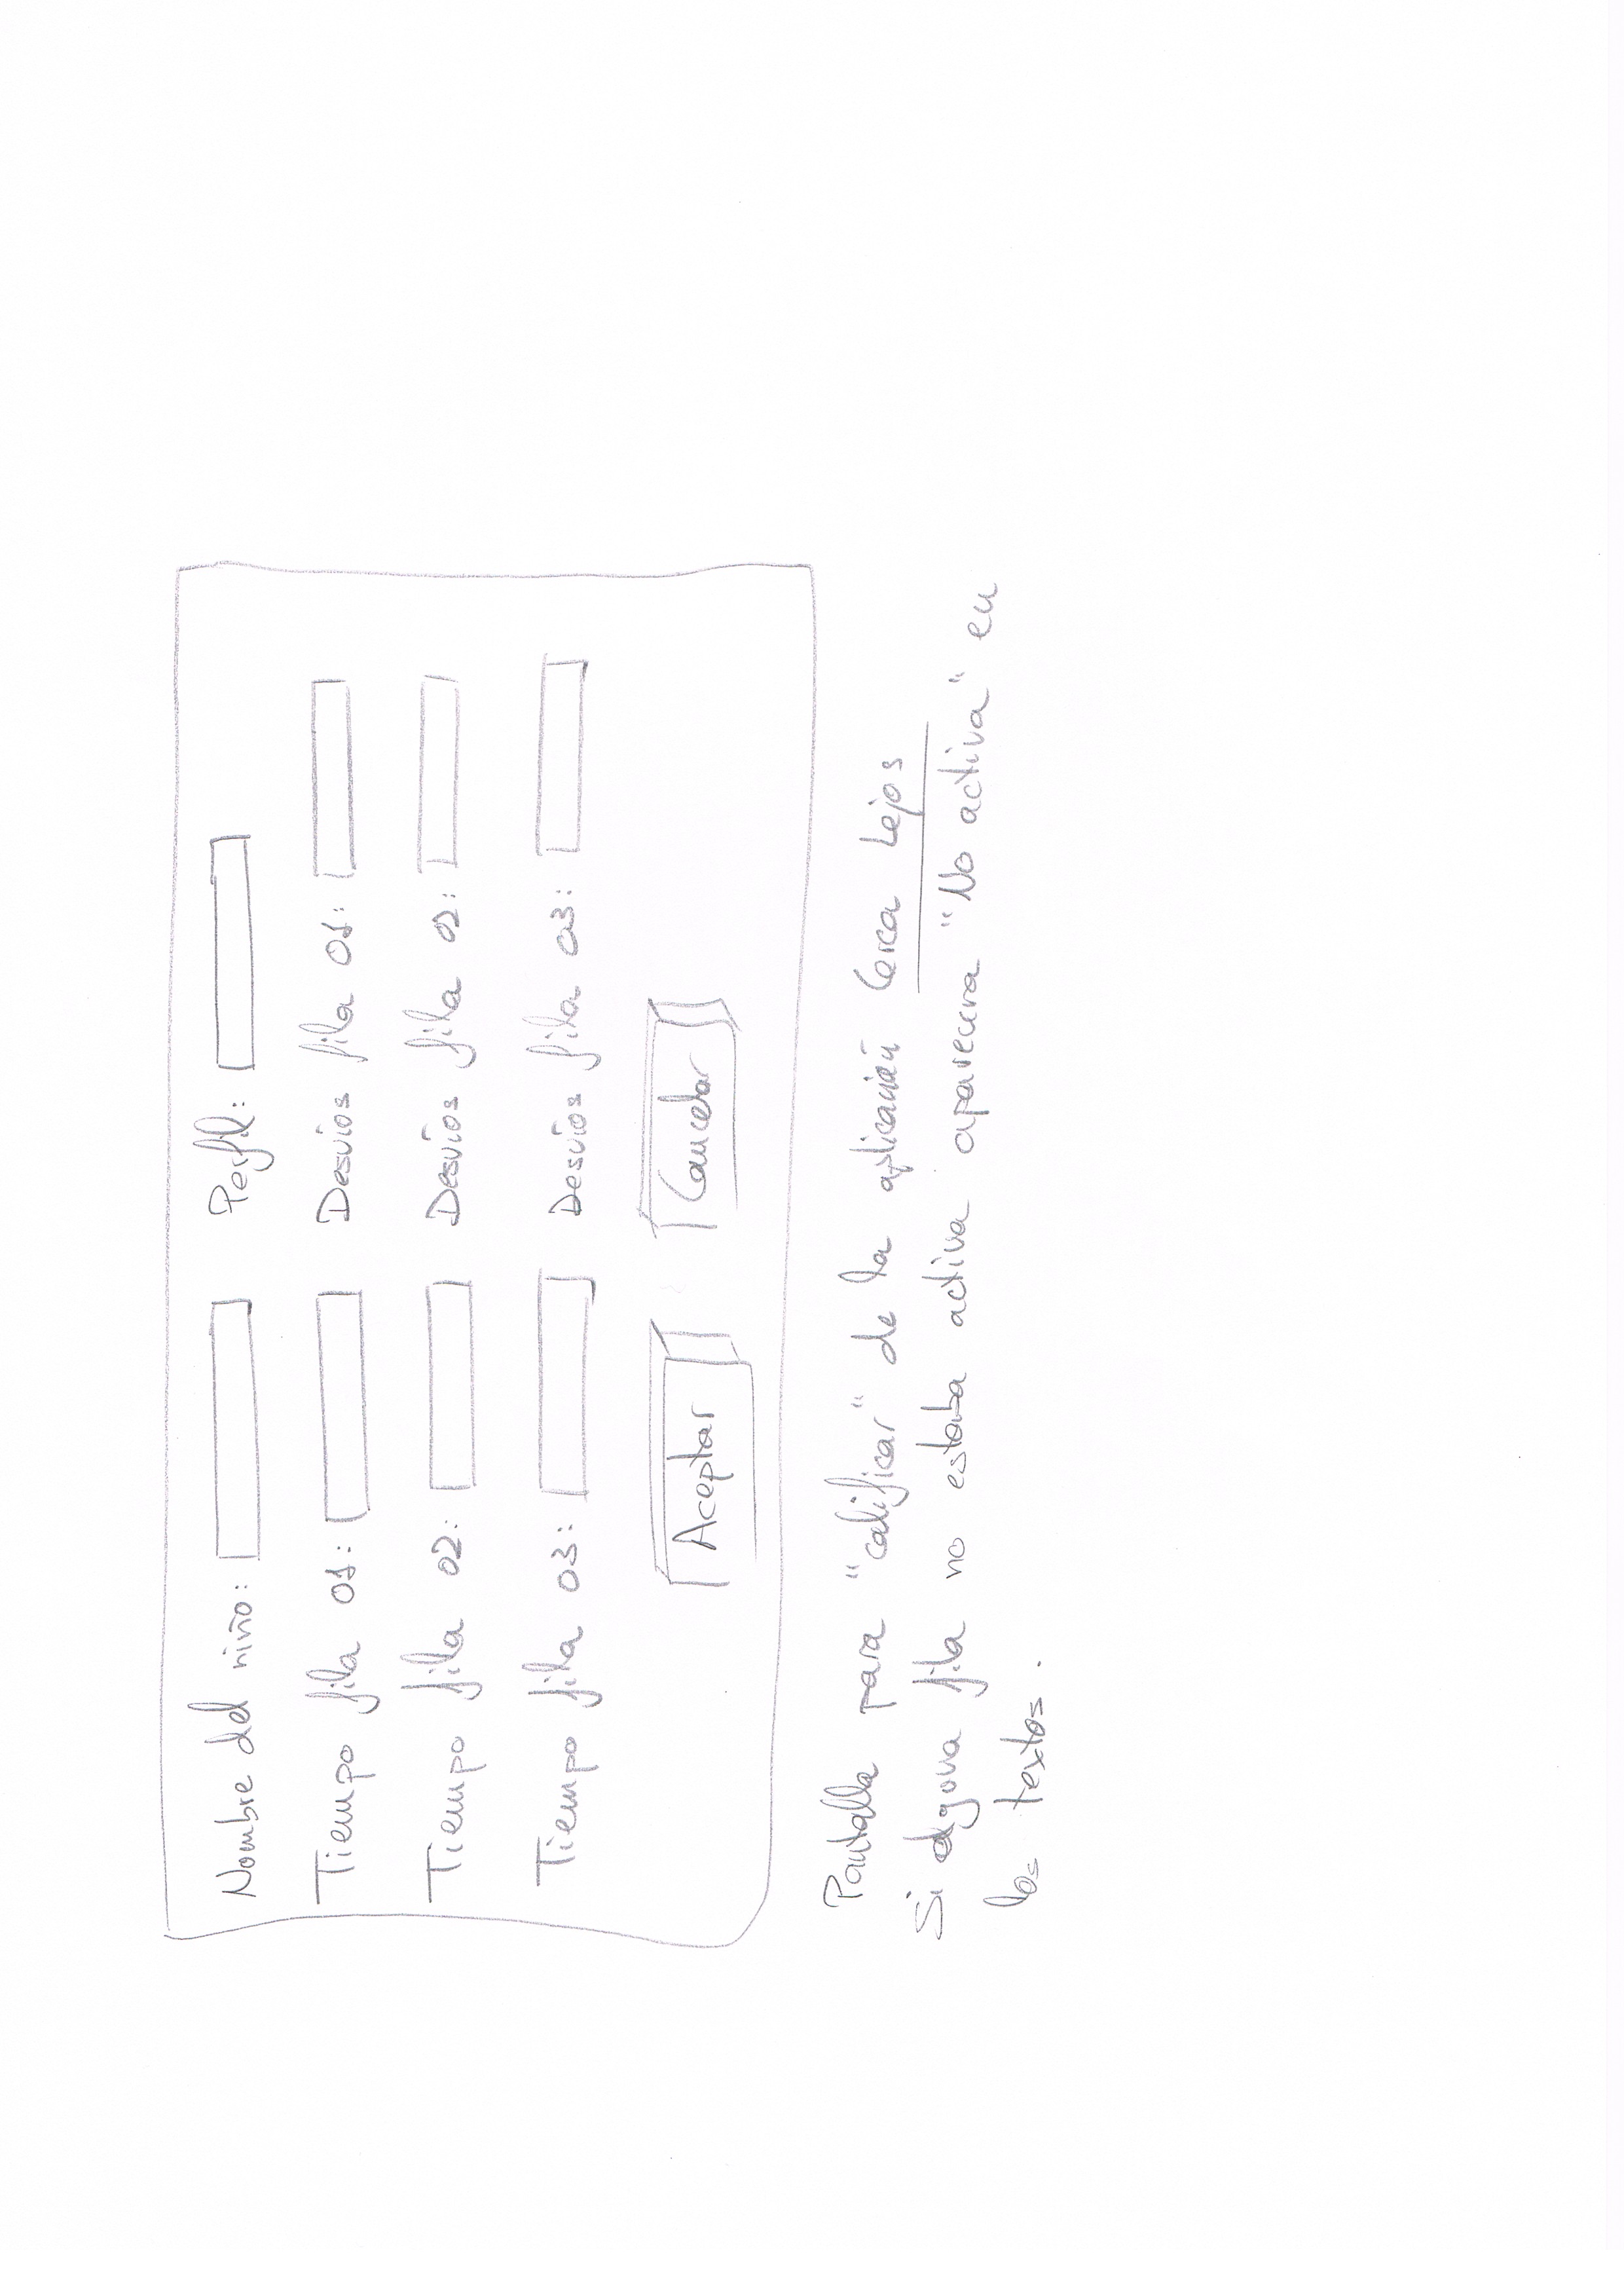 Nombre del niño: Perfil:
Tiempo fila 01: Desvíos fila 01:
Tiempo fila 02: Desvíos fila 02:
Tiempo fila 03: Desvíos fila 03:
Aceptar Cancelar
Pantalla para "calificar" de la aplicación Cerca Lejos
Si alguna fila no estaba activa aparecera "No activa" en
los textos.